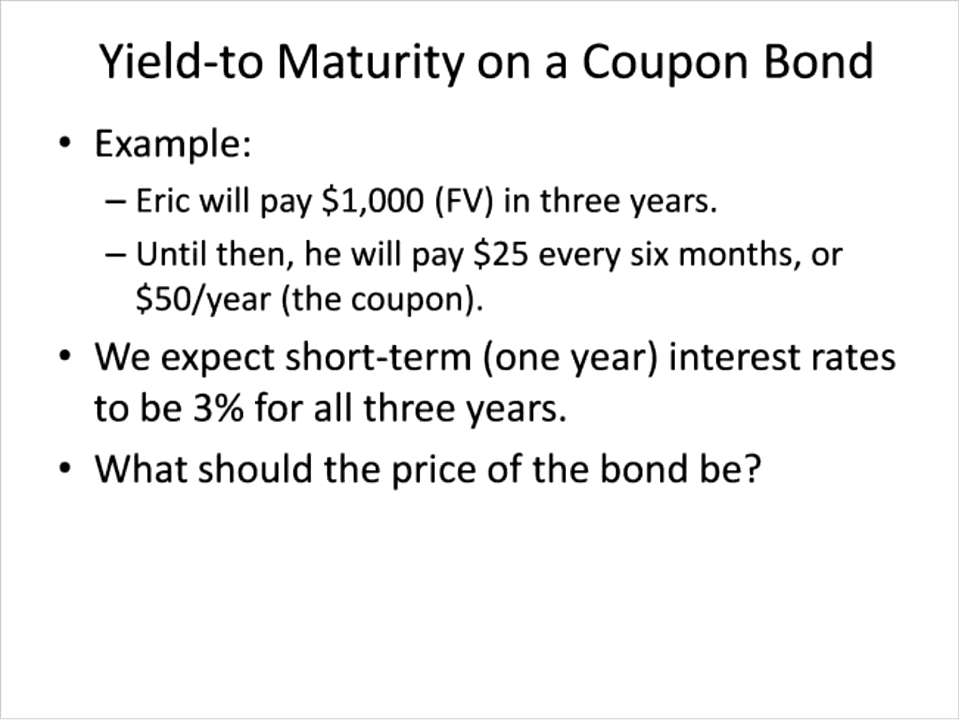 Yield-to Maturity on a Coupon Bond
• Example:
– Eric will pay $1,000 (FV) in three years.
– Until then, he will pay $25 every six months, or
$50/year (the coupon).
• We expect short-term (one year) interest rates
to be 3% for all three years.
• What should the price of the bond be?